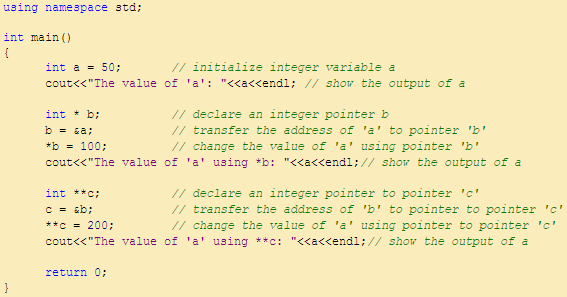 using namespace std;
int main()
{
int a = 50; // initialize integer variable a
cout<<"The value of 'a': "<<a<<endl; // show the output of a
int * b; // declare an integer pointer b
b = &a; // transfer the address of 'a' to pointer 'b'
*b = 100; // change the value of 'a' using pointer 'b'
cout<<"The value of 'a' using *b: "<<a<<endl;// show the output of a
int **c; // declare an integer pointer to pointer 'c'
c = &b; // transfer the address of 'b' to pointer to pointer 'c'
**c = 200; // change the value of 'a' using pointer to pointer 'c'
cout<<"The value of 'a' using **c: "<<a<<endl;// show the output of a
return 0;
}